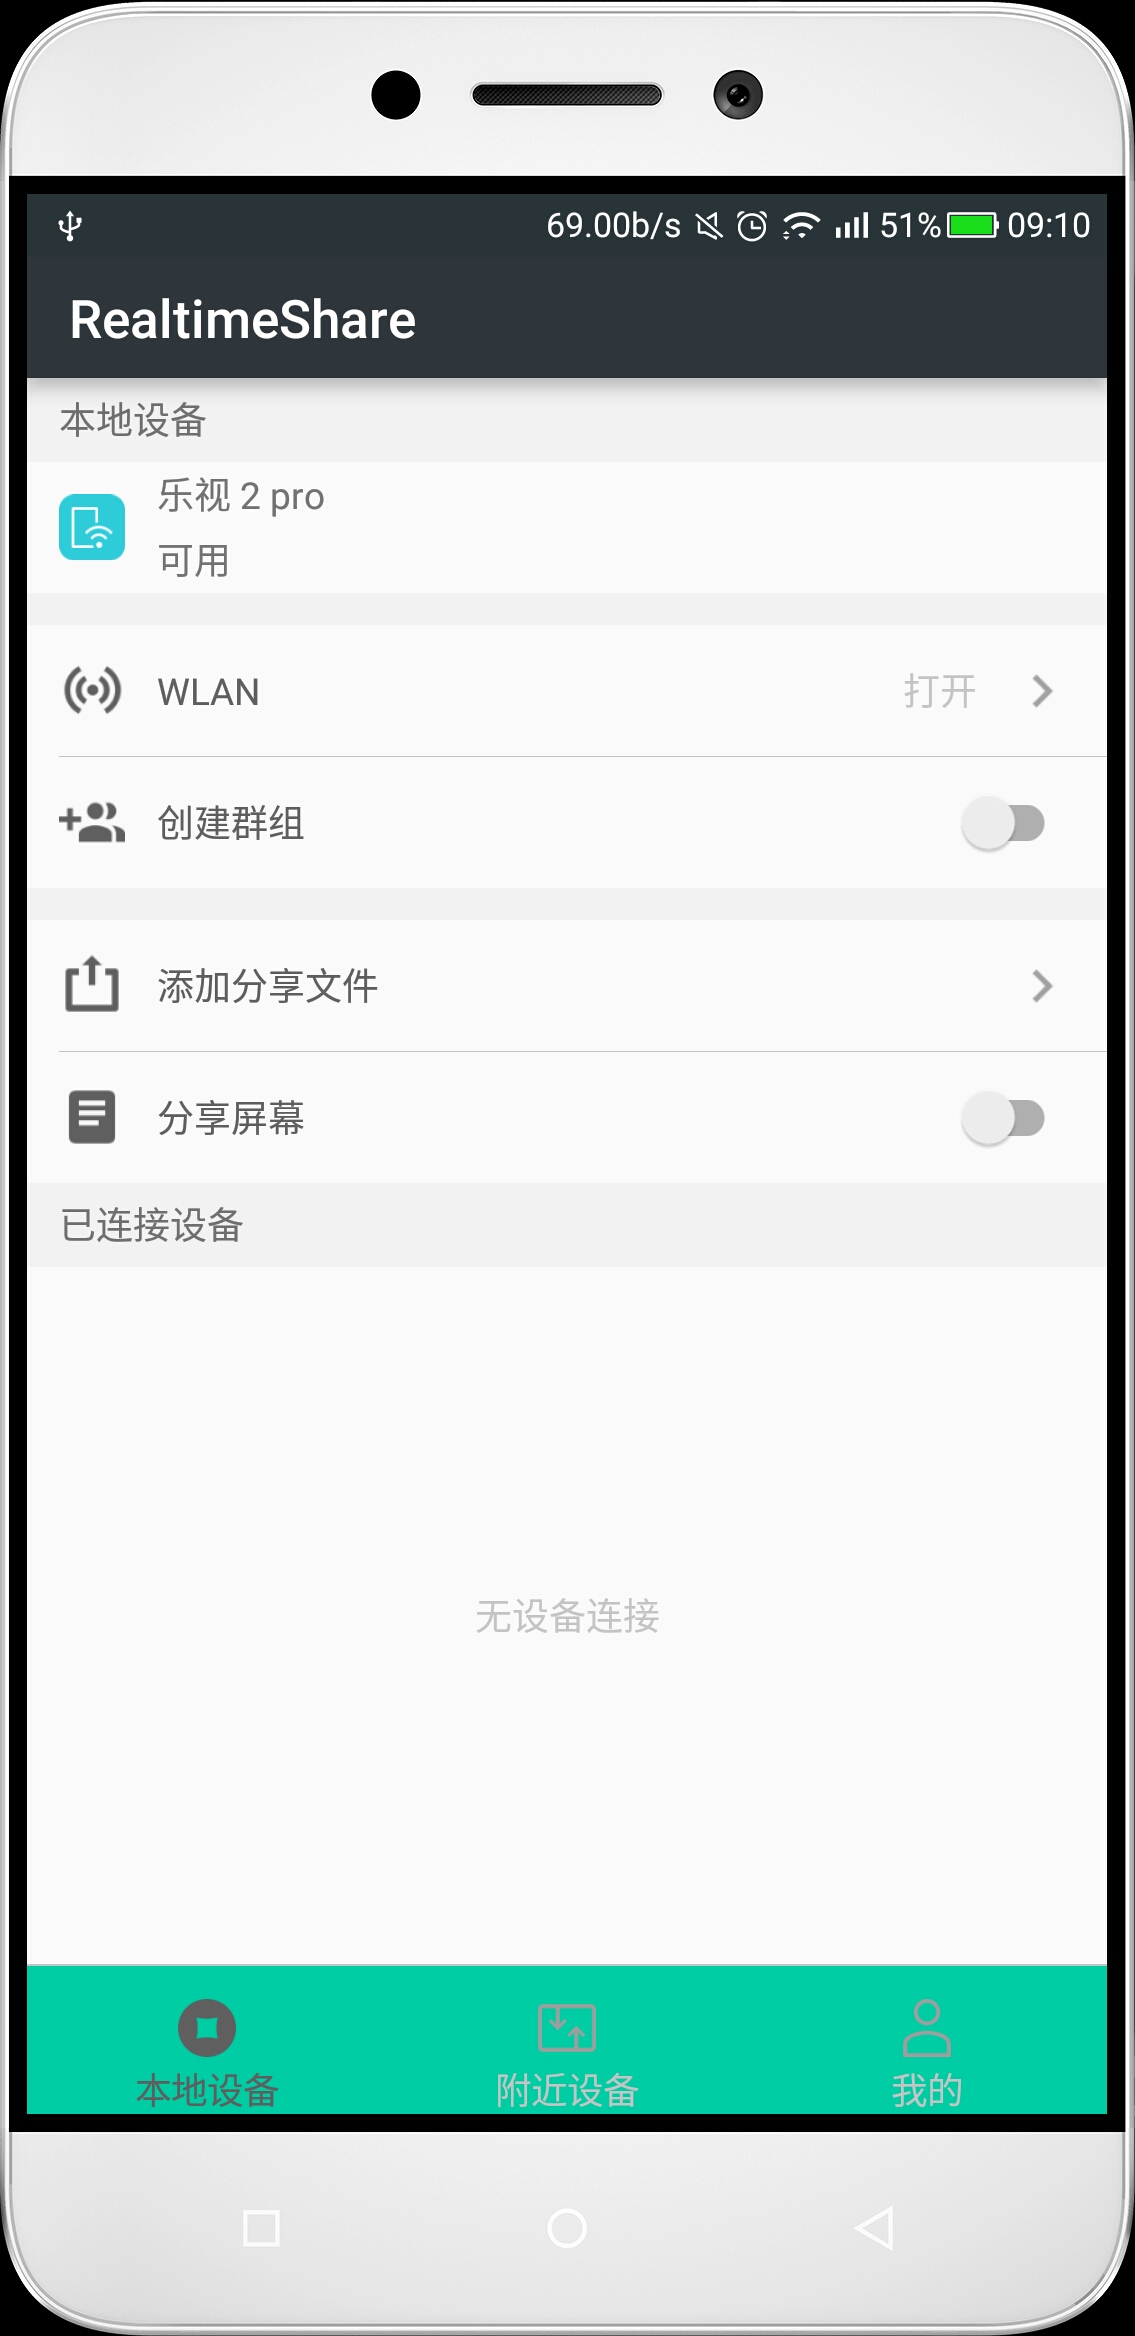 69.00b/s 51% 09:10
RealtimeShare
本地设备
乐视 2 pro
可用
WLAN 打开
创建群组
添加分享文件
分享屏幕
已连接设备
无设备连接
本地设备 附近设备 我的